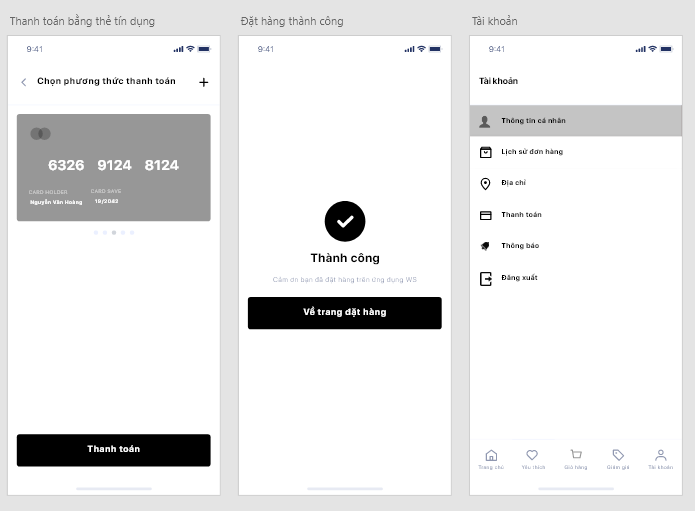 Thanh toán bằng thẻ tín dụng
9:41
Chọn phương thức thanh toán
6326 9124 8124
CARD HOLDER CARD SAVE
Nguyễn Văn Hoàng 19/2043
Thanh toán
Đặt hàng thành công
9:41
Thành công
Cảm ơn bạn đã đặt hàng trên ứng dụng WS
Về trang đặt hàng
Tài khoản
9:41
Tài khoản
Thông tin cá nhân
Lịch sử đơn hàng
Địa chỉ
Thanh toán
Thông báo
Đăng xuất
Trang chủ Yêu thích Giỏ hàng Giảm giá Tài khoản